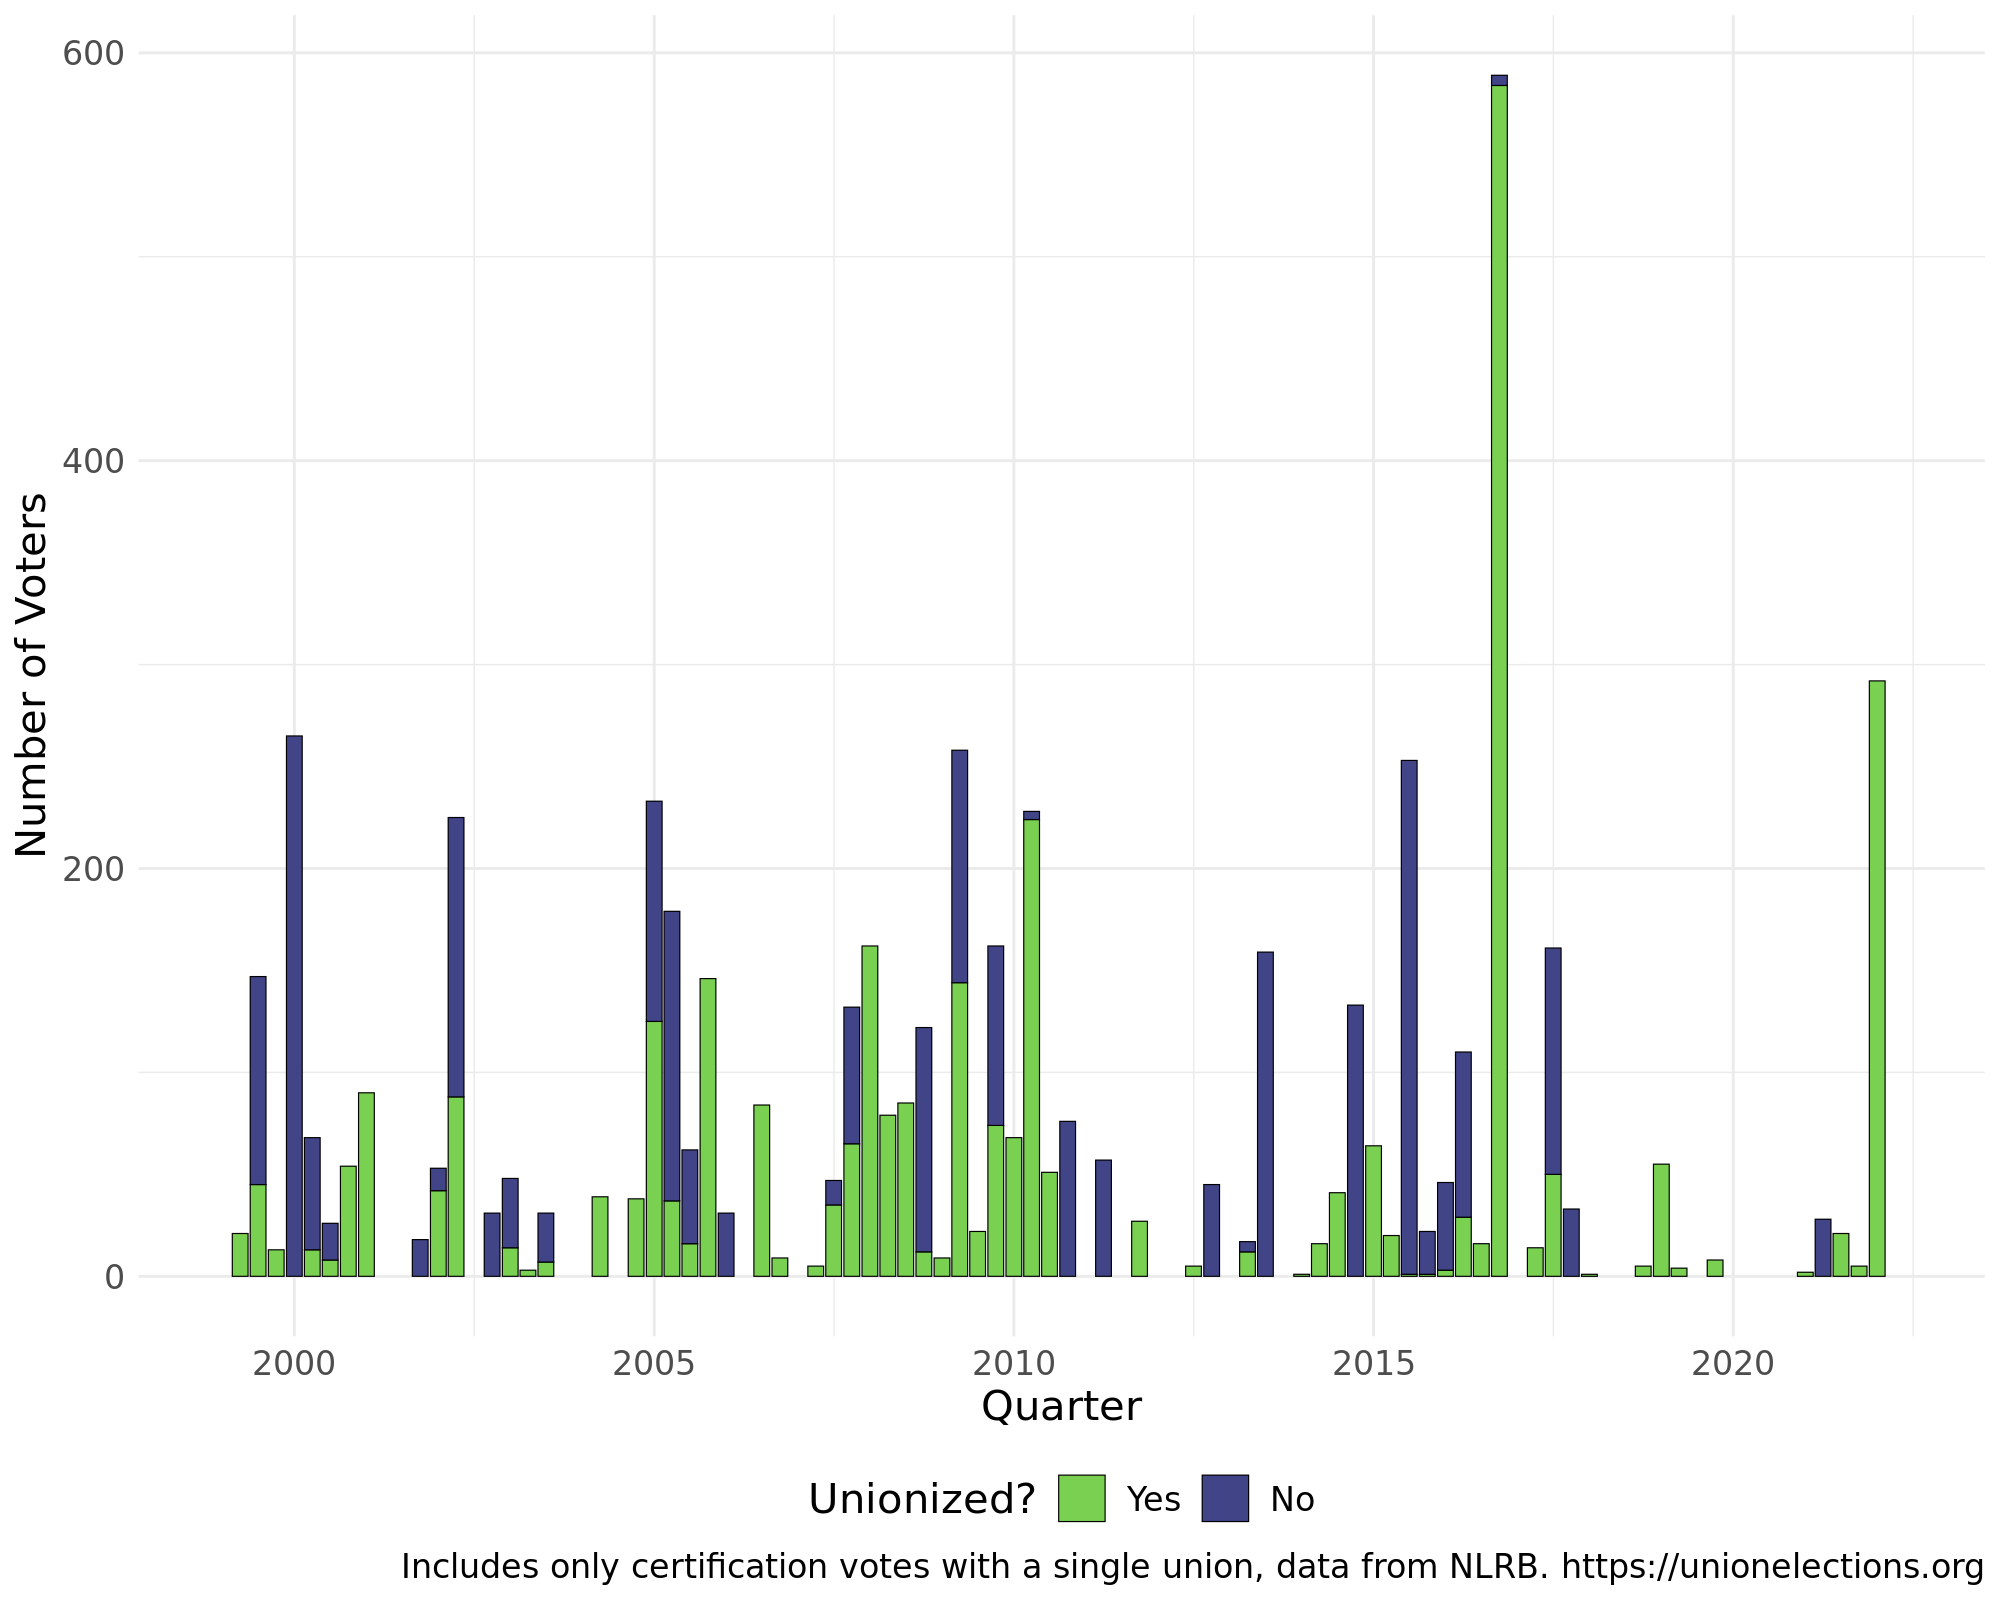 600
400
200
0
Number of Voters
2000 2005 2010 2015 2020
Quarter
Unionized? Yes No
Includes only certification votes with a single union, data from NLRB. https://unionelections.org